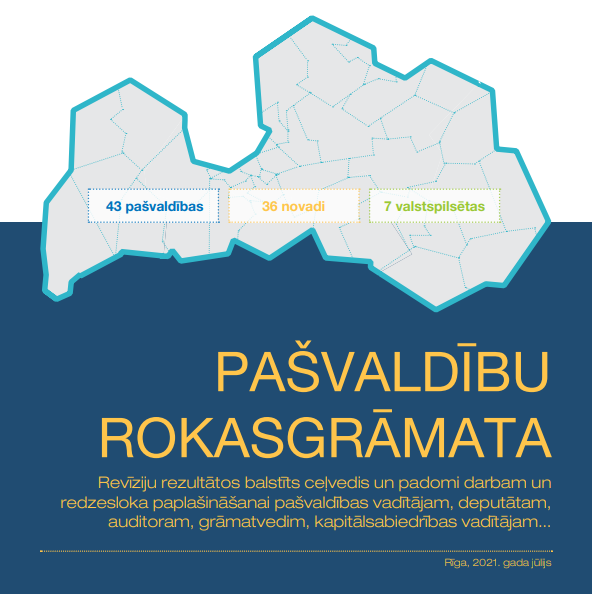 43 pašvaldības
36 novadi
7 valstspilsētas
PAŠVALDĪBU
ROKASGRĀMATA
Revīziju rezultātos balstīts ceļvedis un padomi darbam un
redzesloka paplašināšanai pašvaldības vadītājam, deputātam,
auditoram, grāmatvedim, kapitālsabiedrības vadītājam...
Rīga, 2021. gada jūlijs